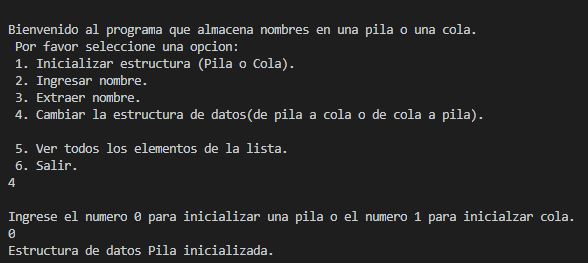 Bienvenido al programa que almacena nombres en una pila o una cola.
Por favor seleccione una opcion:
1. Inicializar estructura (Pila o Cola).
2. Ingresar nombre.
3. Extraer nombre.
4. Cambiar la estructura de datos(de pila a cola o de cola a pila).
5. Ver todos los elementos de la lista.
6. Salir.
4
Ingrese el numero 0 para inicializar una pila o el numero 1 para inicialzar cola.
0
Estructura de datos Pila inicializada.